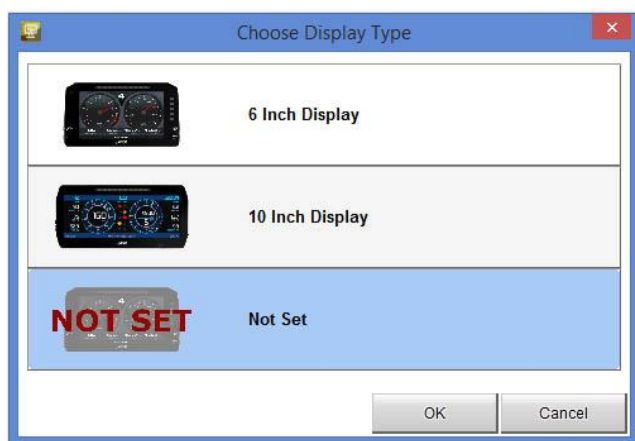 Choose Display Type
6 Inch Display
10 Inch Display
NOT SET
Not Set
OK
Cancel